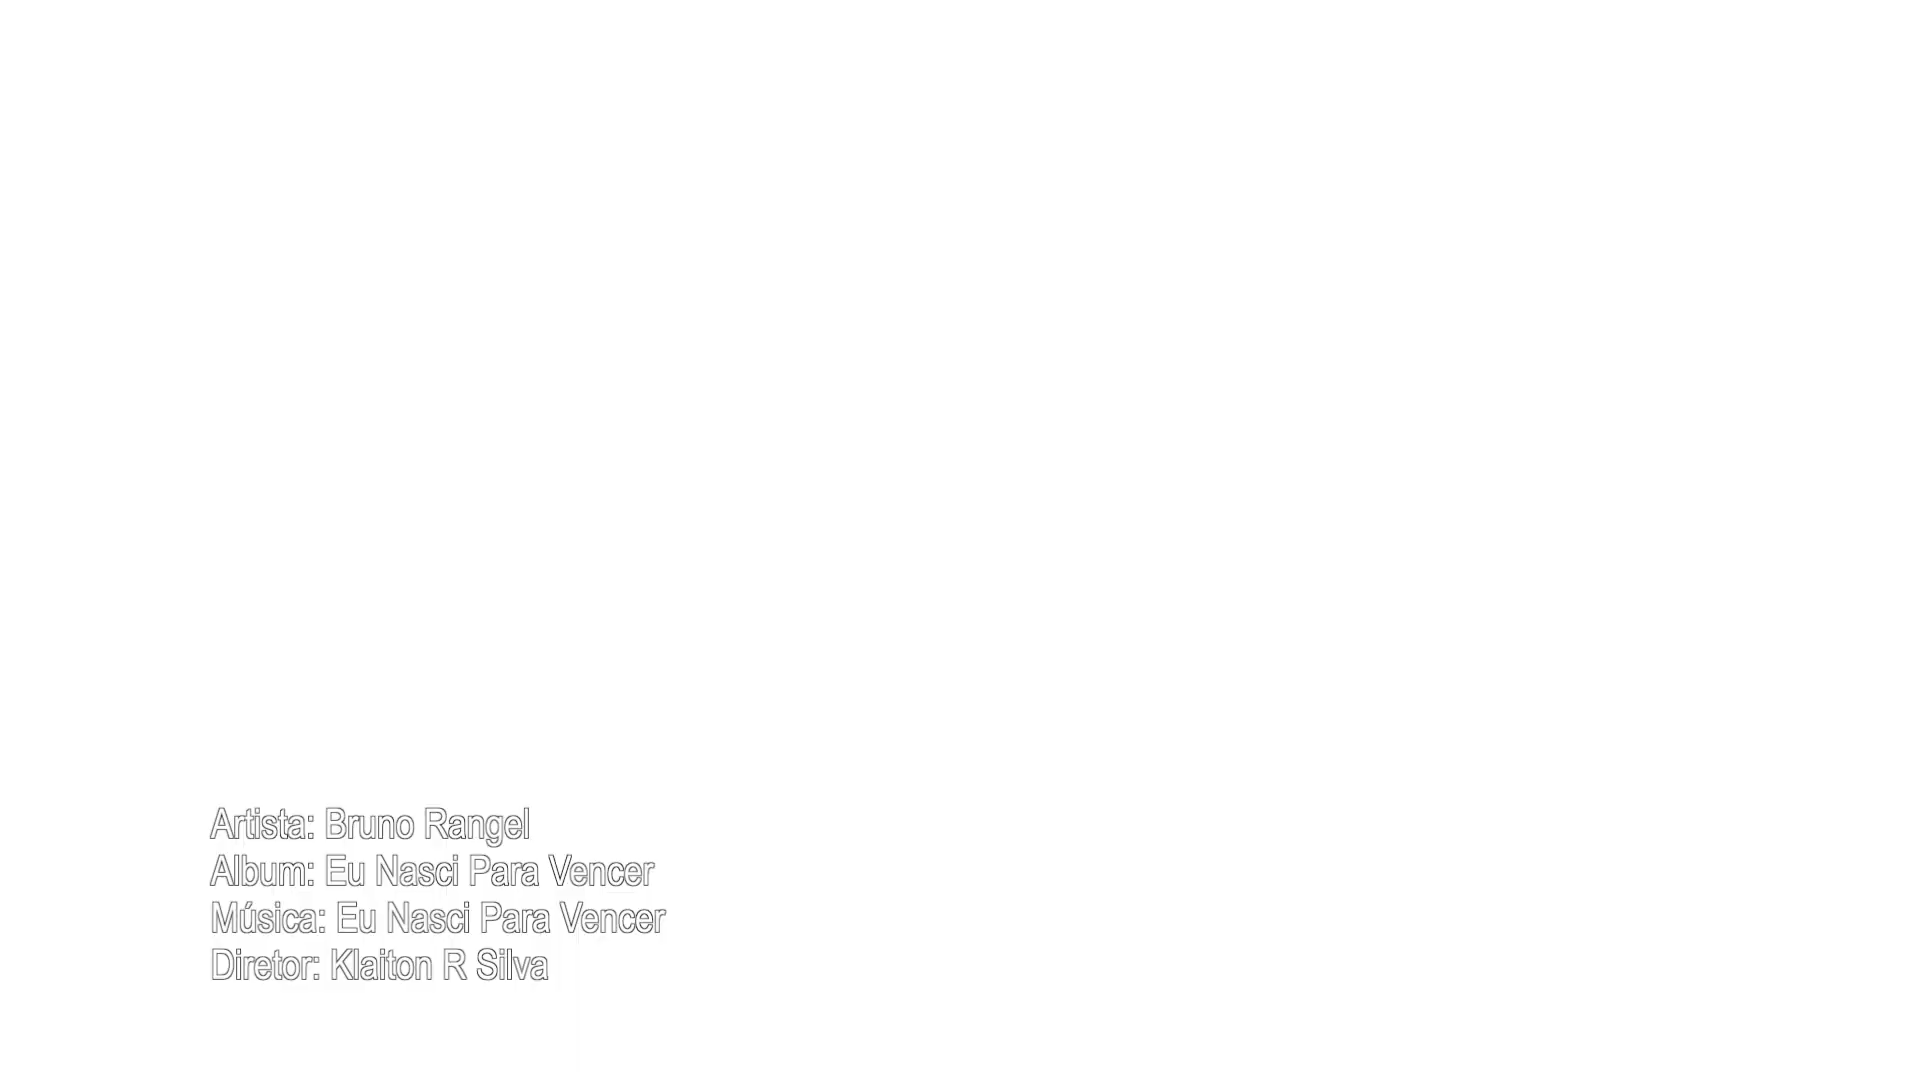 Artista: Bruno Rangel
Album: Eu Nasci Para Vencer
Música: Eu Nasci Para Vencer
Diretor: Klaiton R Silva